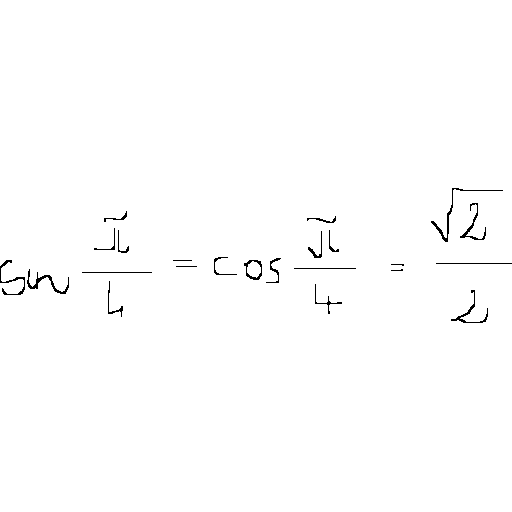 sin π/4 = cos π/4 = √2/2